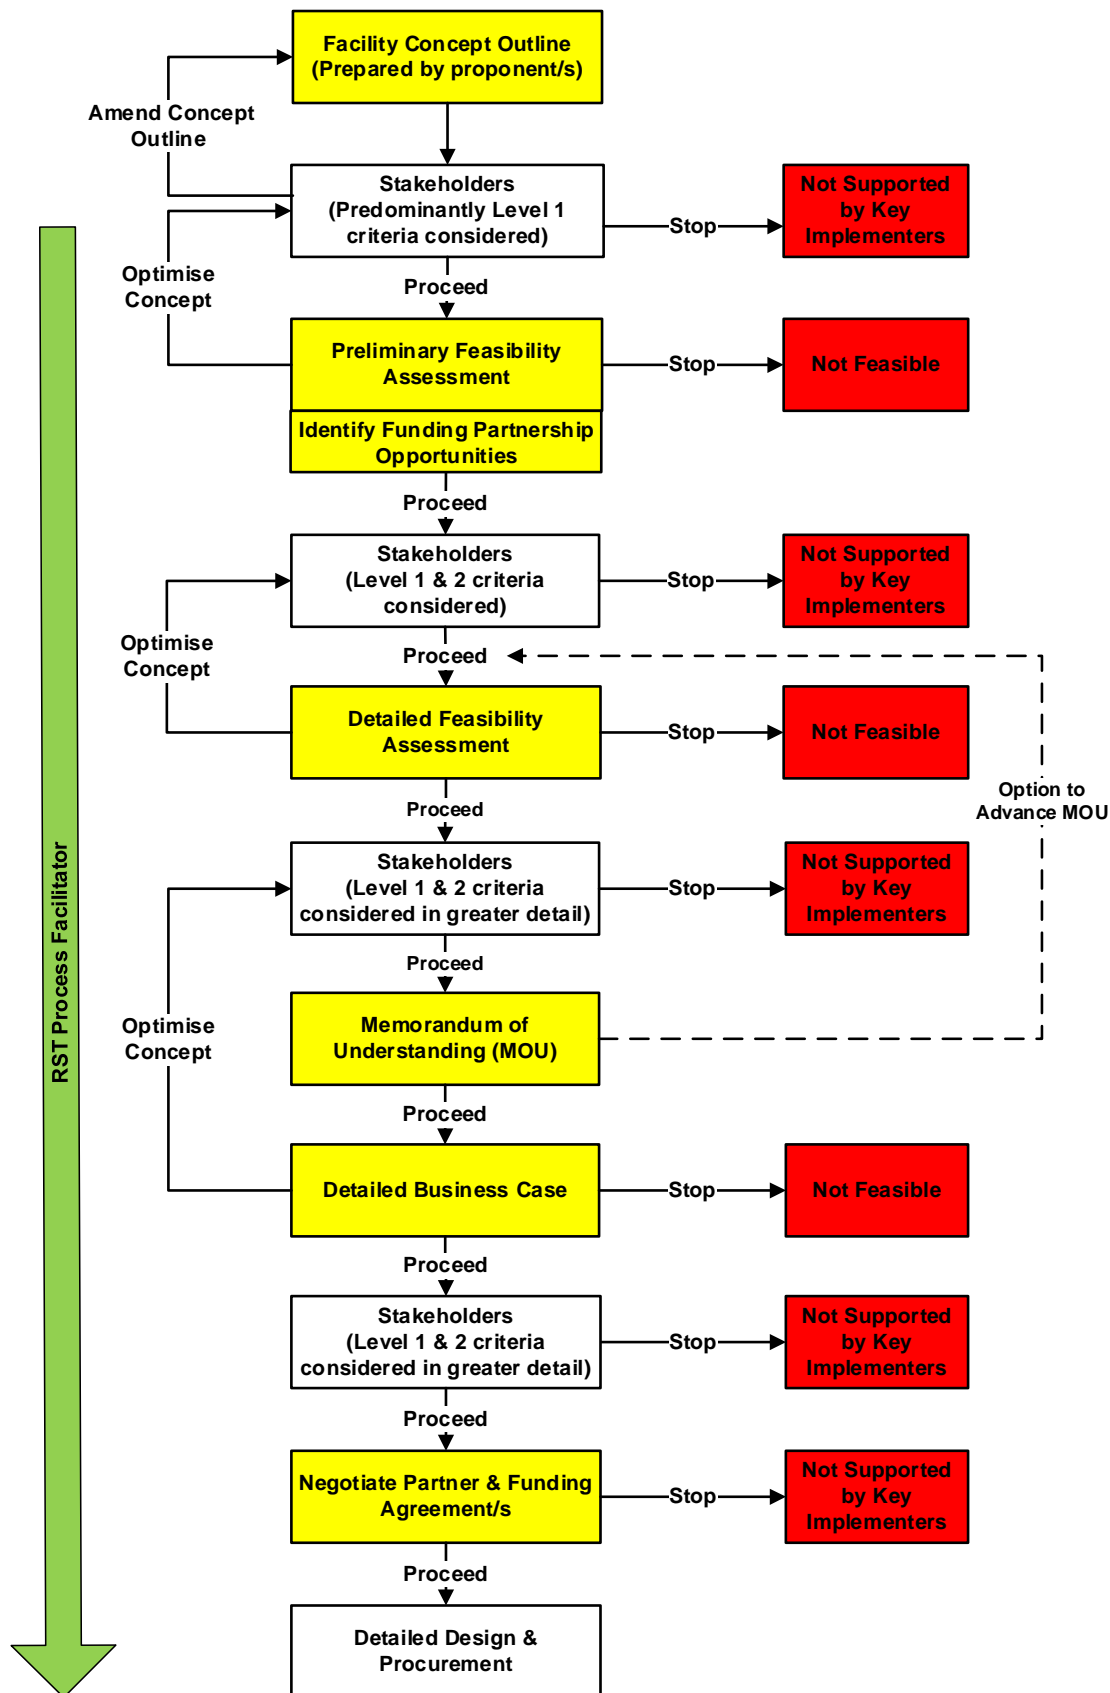 Facility Concept Outline
(Prepared by proponent/s)
Amend Concept
Outline
Stakeholders
(Predominantly Level 1
criteria considered)
Stop
Not Supported
by Key
Implementers
Optimise
Concept
Proceed
Preliminary Feasibility
Assessment
Stop
Not Feasible
Identify Funding Partnership
Opportunities
Proceed
Stakeholders
(Level 1 & 2 criteria
considered)
Stop
Not Supported
by Key
Implementers
Optimise
Concept
Proceed
Detailed Feasibility
Assessment
Stop
Not Feasible
Option to
Advance MOU
Proceed
Stakeholders
(Level 1 & 2 criteria
considered in greater detail)
Stop
Not Supported
by Key
Implementers
Proceed
RST Process Facilitator
Optimise
Concept
Memorandum of
Understanding (MOU)
Proceed
Detailed Business Case
Stop
Not Feasible
Proceed
Stakeholders
(Level 1 & 2 criteria
considered in greater detail)
Stop
Not Supported
by Key
Implementers
Proceed
Negotiate Partner & Funding
Agreement/s
Stop
Not Supported
by Key
Implementers
Proceed
Detailed Design &
Procurement